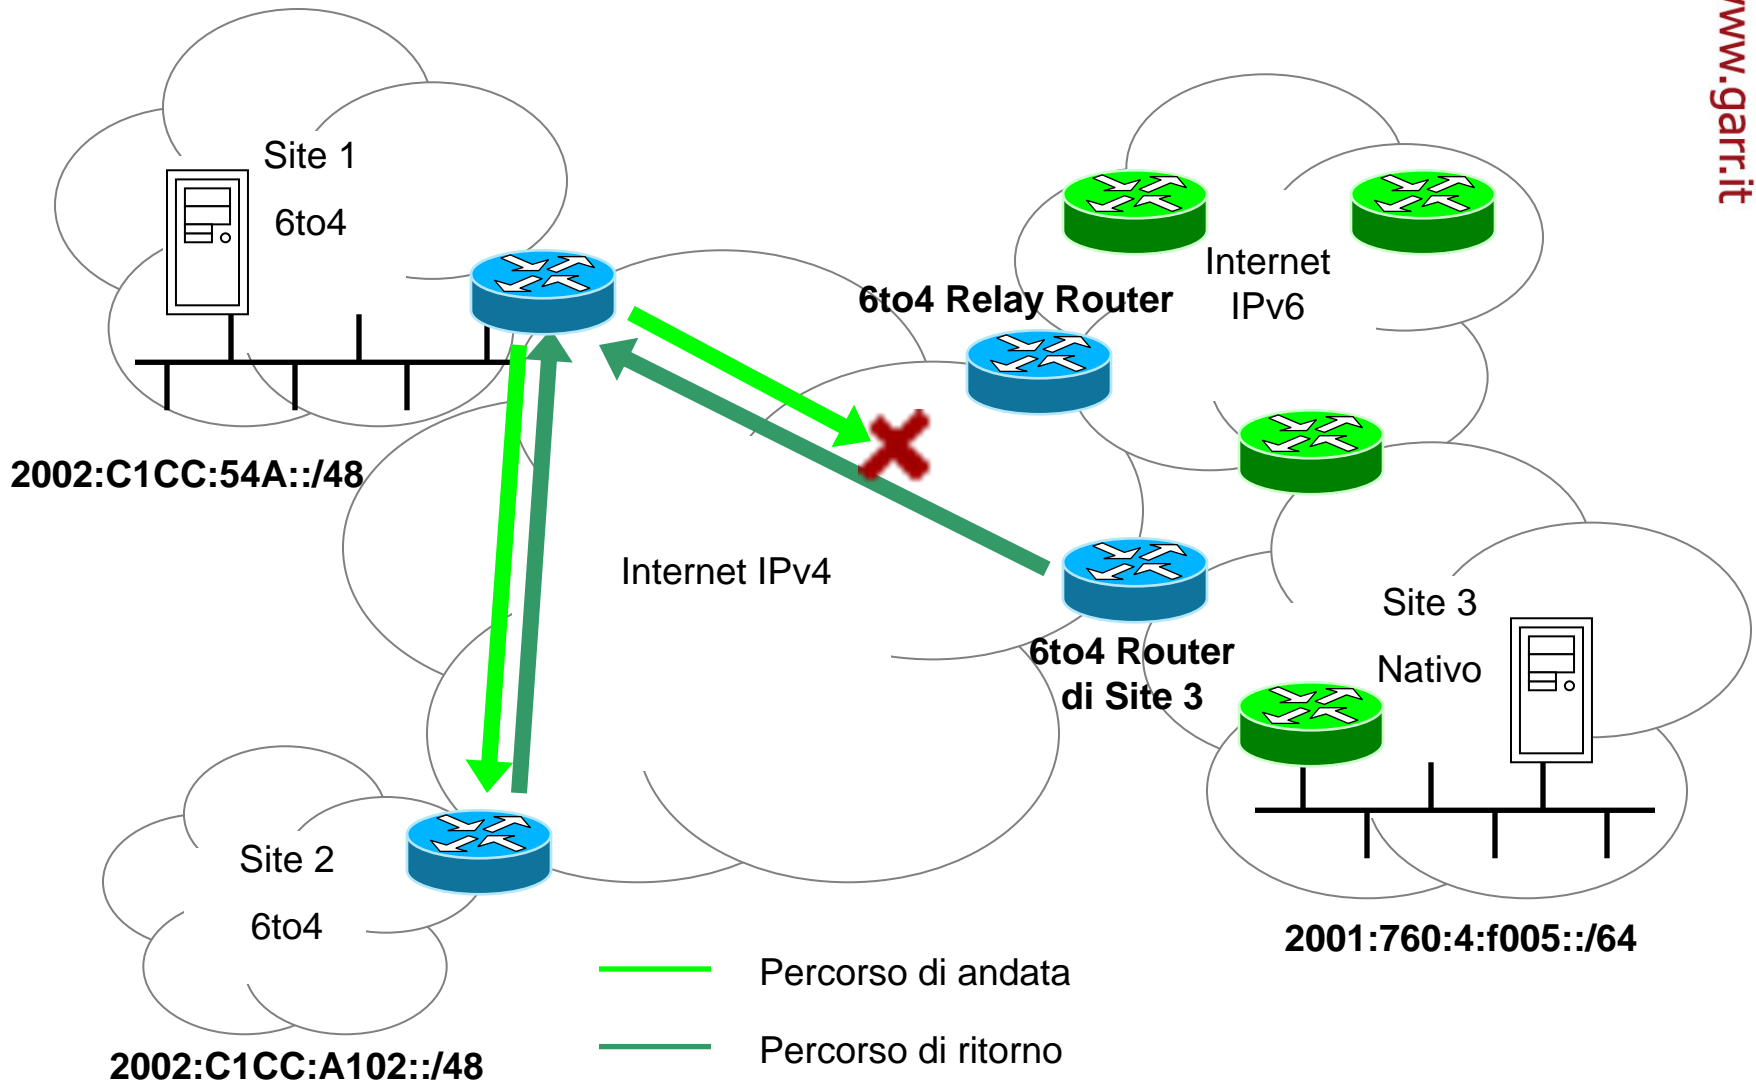 www.garr.it
Site 1
6to4
2002:C1CC:54A::/48
6to4 Relay Router
Internet
IPv6
Internet IPv4
6to4 Router
di Site 3
Site 3
Nativo
2001:760:4:f005::/64
Site 2
6to4
2002:C1CC:A102::/48
Percorso di andata
Percorso di ritorno